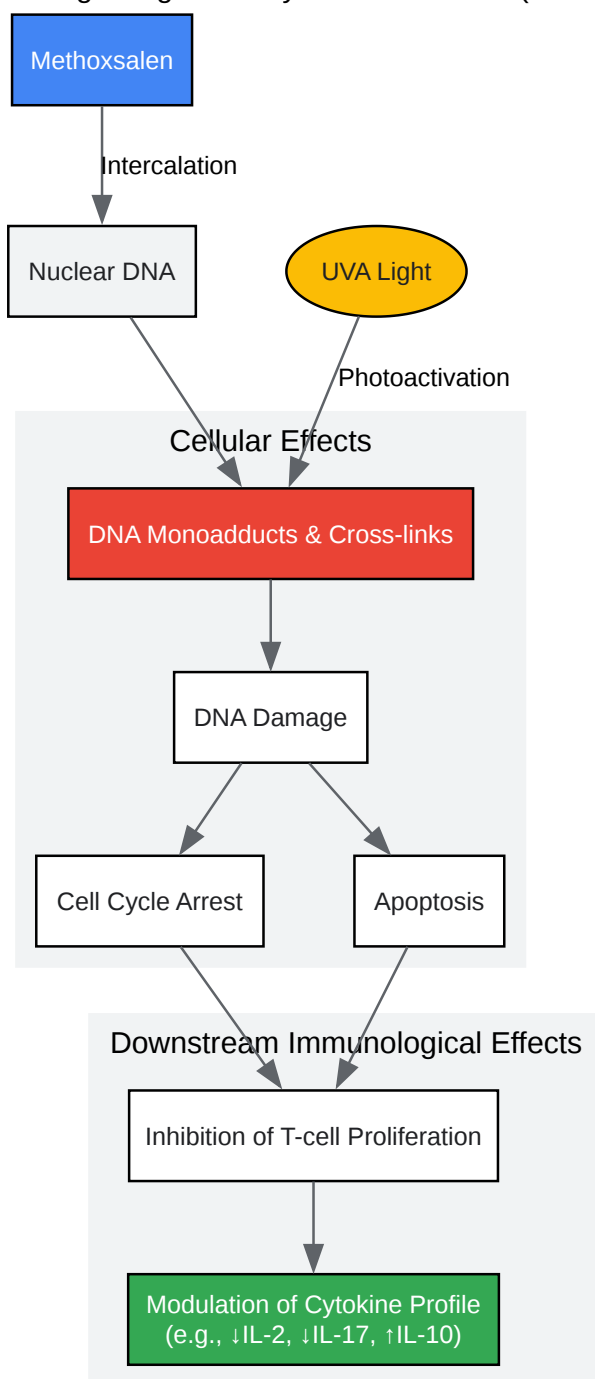 Methoxsalen
Intercalation
Nuclear DNA
UVA Light
Photoactivation
Cellular Effects
DNA Monoadducts & Cross-links
DNA Damage
Cell Cycle Arrest
Apoptosis
Downstream Immunological Effects
Inhibition of T-cell Proliferation
Modulation of Cytokine Profile
(e.g., ↓IL-2, ↓IL-17, ↑IL-10)